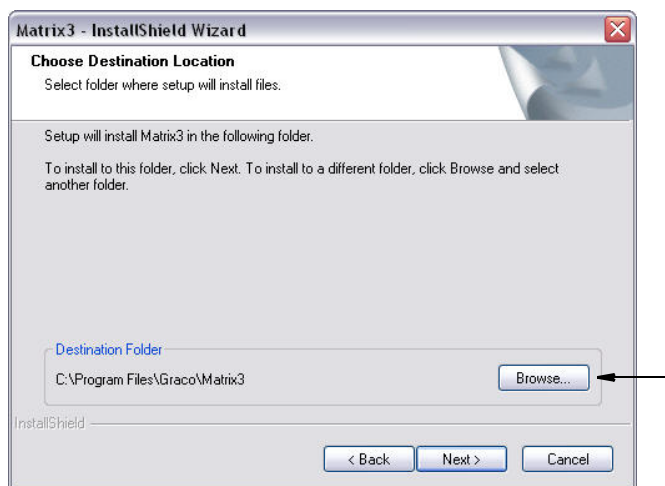 Matrix3 - InstallShield Wizard
Choose Destination Location
Select folder where setup will install files.
Setup will install Matrix3 in the following folder.
To install to this folder, click Next. To install to a different folder, click Browse and select
another folder.
Destination Folder
C:\Program Files\Graco\Matrix3
Browse...
InstallShield
< Back
Next >
Cancel